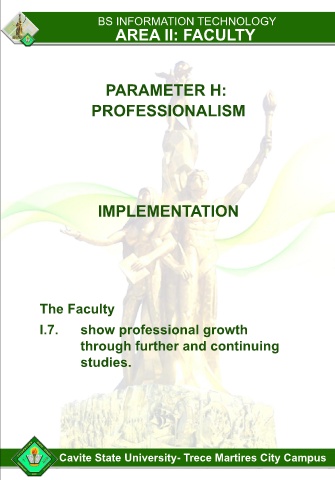 BS INFORMATION TECHNOLOGY
AREA II: FACULTY
PARAMETER H:
PROFESSIONALISM
IMPLEMENTATION
The Faculty
I.7. show professional growth
through further and continuing
studies.
Cavite State University- Trece Martires City Campus